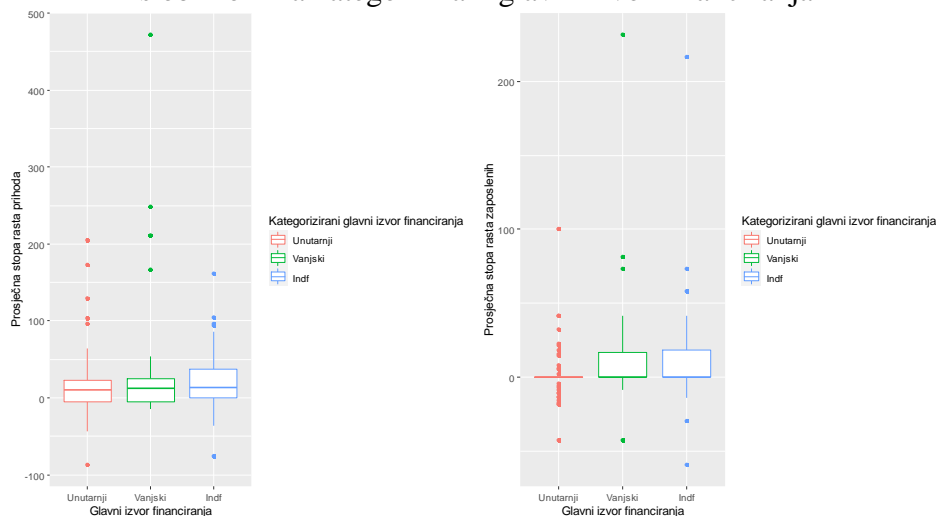 500
400
300
200
100
0
-100
Prosječna stopa rasta prihoda
Unutarnji
Vanjski
Indf
Glavni izvor financiranja
Kategorizirani glavni izvor financiranja
Unutarnji
Vanjski
Indf
200
100
0
Prosječna stopa rasta zaposlenih
Unutarnji
Vanjski
Indf
Glavni izvor financiranja
Kategorizirani glavni izvor financiranja
Unutarnji
Vanjski
Indf